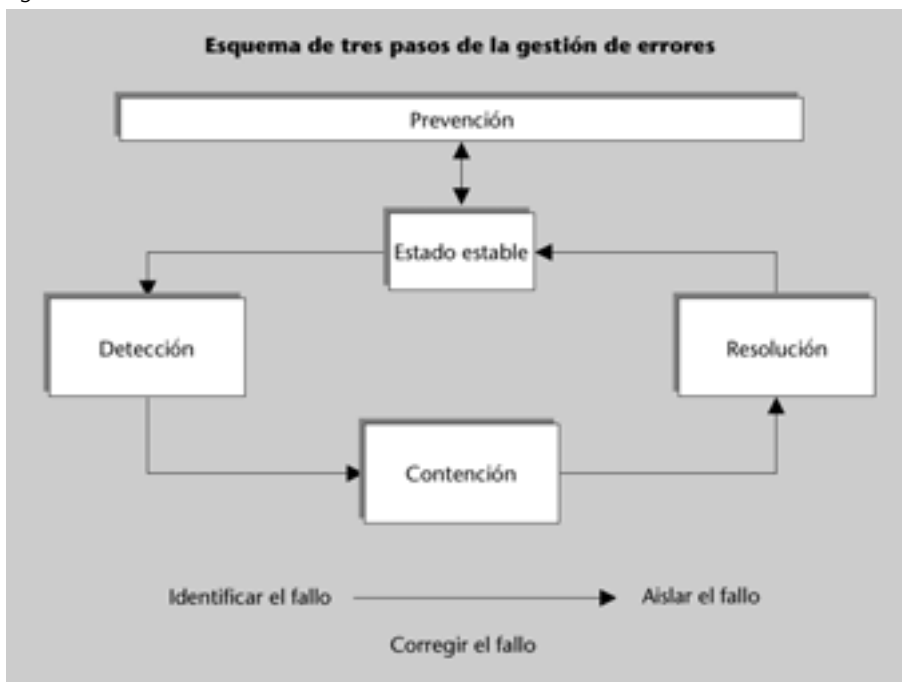 Esquema de tres pasos de la gestión de errores
Prevención
Estado estable
Detección
Resolución
Contención
Identificar el fallo
Aislar el fallo
Corregir el fallo